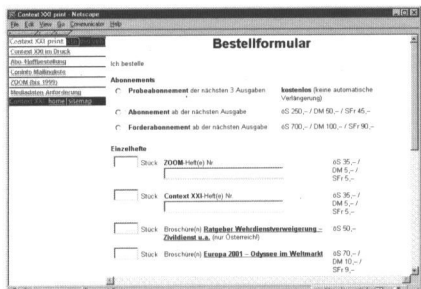 Context XXI print - Netscape
File Edit View Go Communicator Help
Context XXI print
Context XXI im Druck
Abo-/Heftbestellung
Coninfo Mailingliste
ZOOM (bis 1999)
Mediadaten Anforderung
Context XXI home | sitemap
Bestellformular
Ich bestelle
Abonnements
Probeabonnement der nächsten 3 Ausgaben kostenlos (keine automatische Verlängerung)
Abonnement ab der nächsten Ausgabe öS 250,– / DM 50,– / SFr 45,–
Förderabonnement ab der nächsten Ausgabe öS 700,– / DM 100,– / SFr 90,–
Einzelhefte
Stück ZOOM-Heft(e) Nr öS 35,– /
DM 5,– /
SFr 5,–
Stück Context XXI-Heft(e) Nr. öS 35,– /
DM 5,– /
SFr 5,–
Stück Broschüre(n) Ratgeber Wehrdienstverweigerung – öS 50,–
Zivildienst u.a. (nur Österreich!)
Stück Broschüre(n) Europa 2001 – Odyssee im Weltmarkt öS 70,– /
DM 10,– /
SFr 9,–